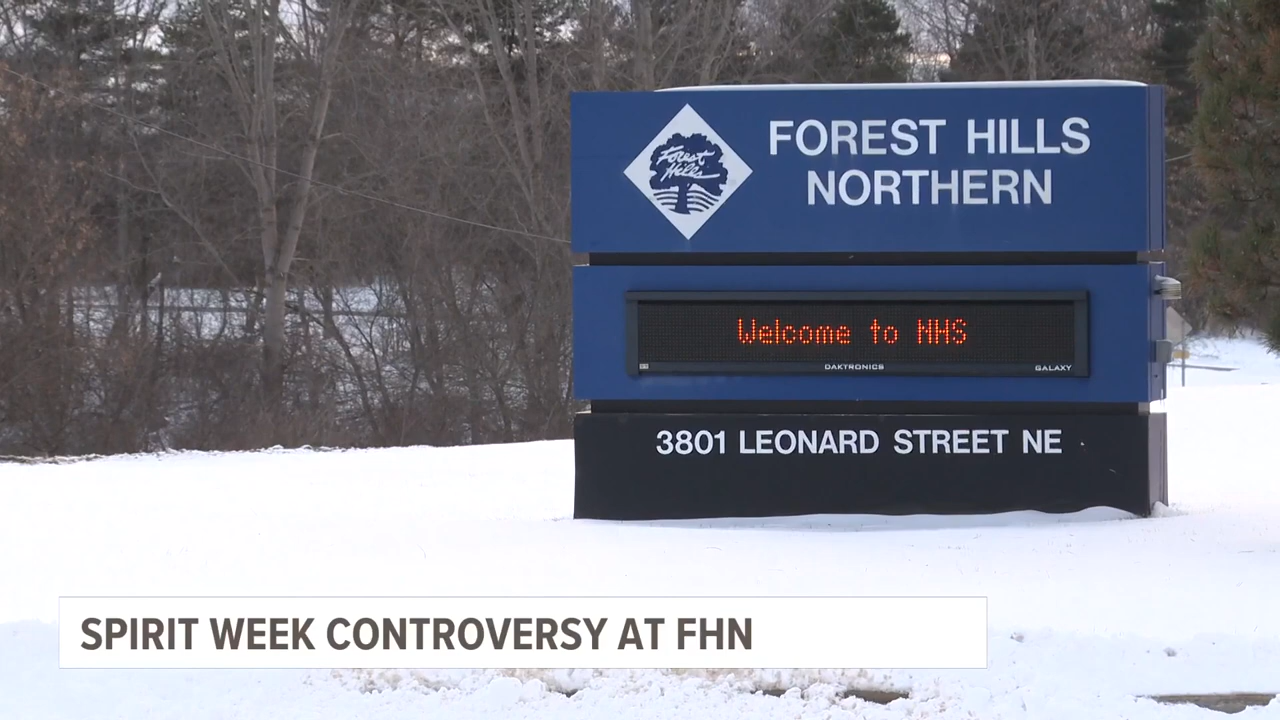 FOREST HILLS
NORTHERN
Forest
Hills
Welcome to NHS
DAKTRONICS
GALAXY
3801 LEONARD STREET NE
SPIRIT WEEK CONTROVERSY AT FHN